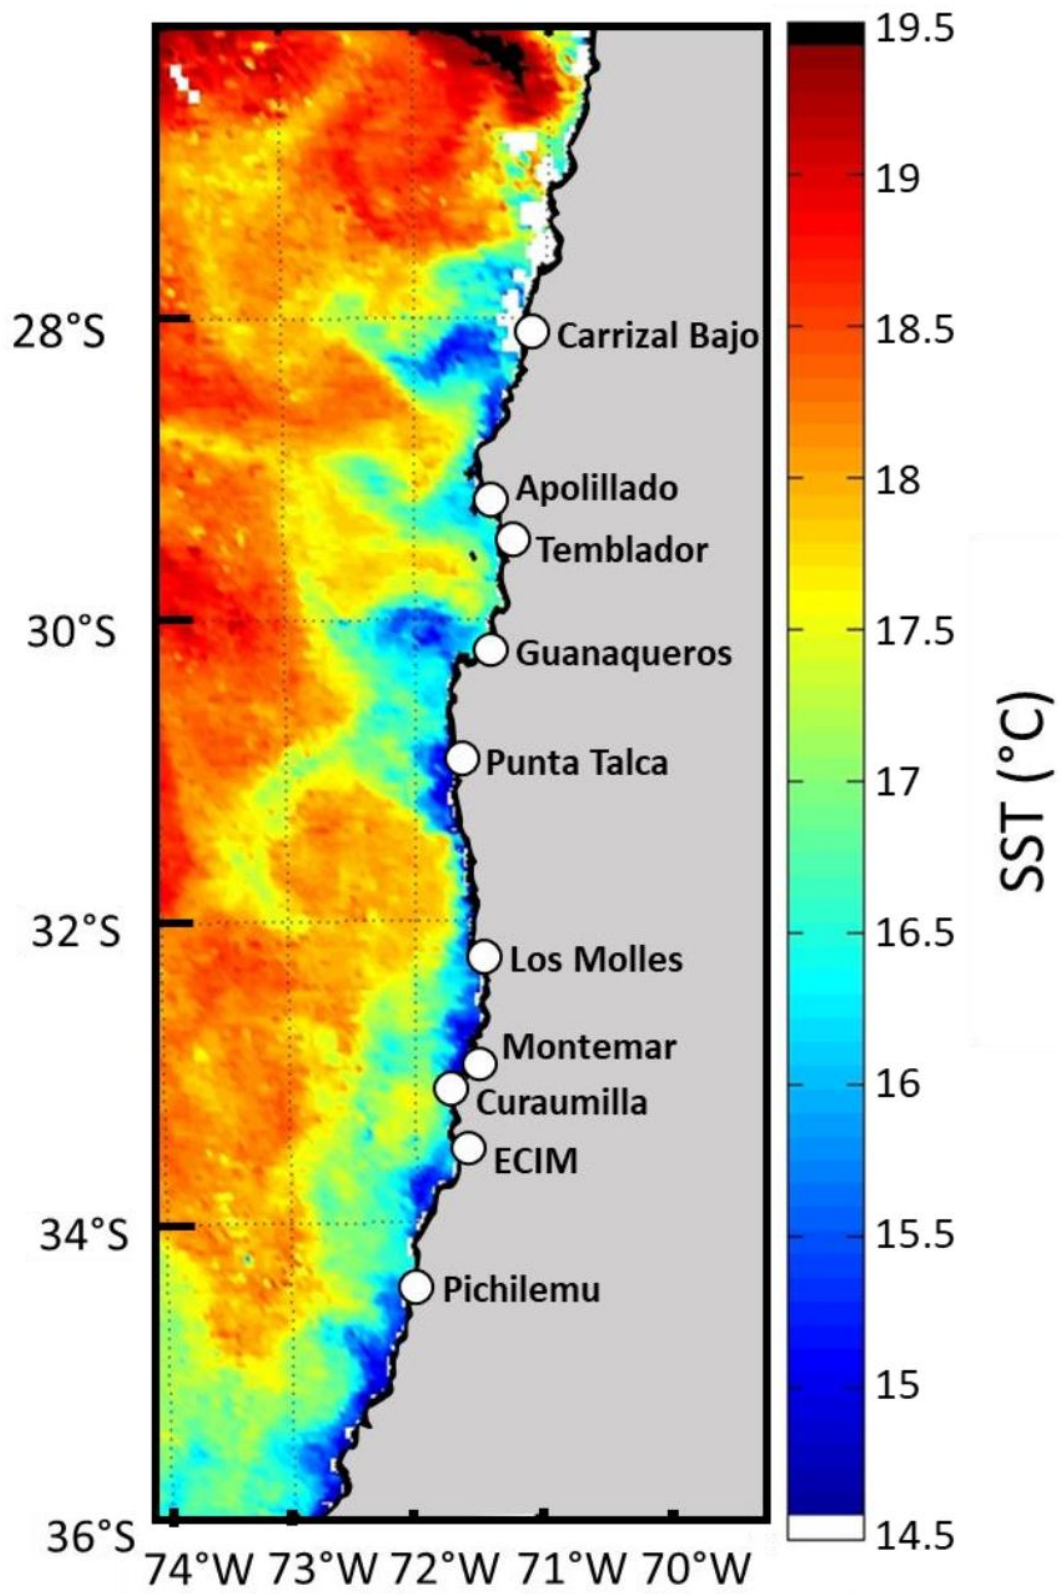 28°S
30°S
32°S
34°S
36°S
74°W 73°W 72°W 71°W 70°W
Carrizal Bajo
Apolillado
Temblador
Guanaqueros
Punta Talca
Los Molles
Montemar
Curaumilla
ECIM
Pichilemu
19.5
19
18.5
18
17.5
17
16.5
16
15.5
15
14.5
SST (°C)